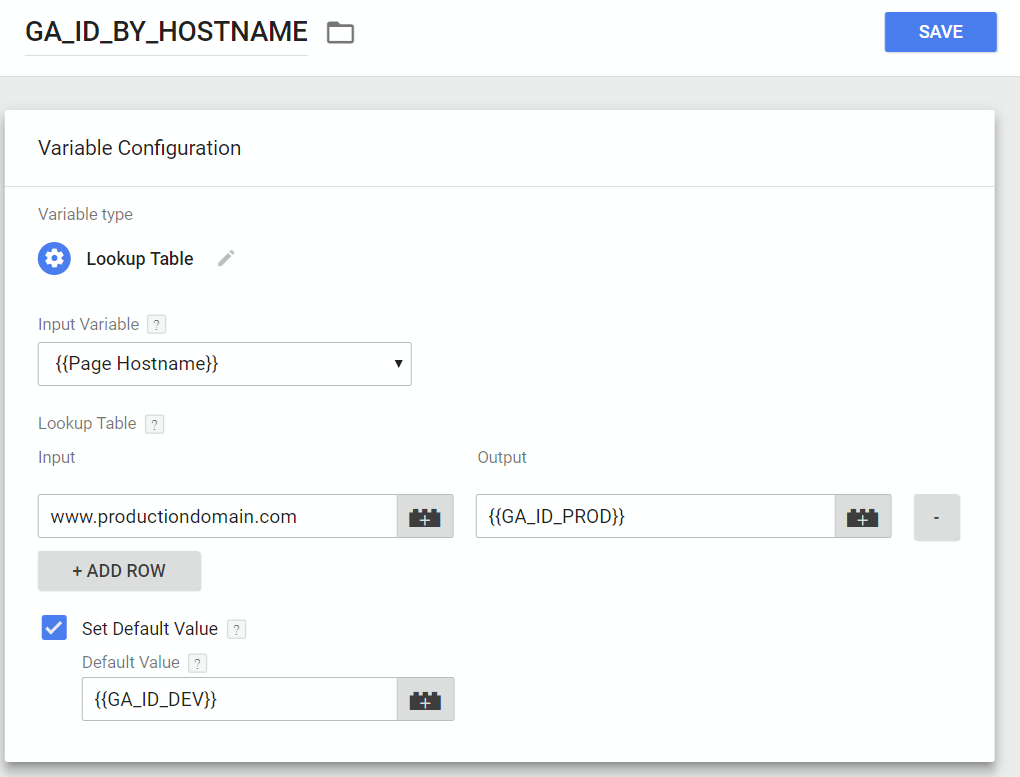 GA_ID_BY_HOSTNAME
SAVE
Variable Configuration
Variable type
Lookup Table
Input Variable ?
{{Page Hostname}}
Lookup Table ?
Input Output
www.productiondomain.com {{GA_ID_PROD}} -
+ ADD ROW
Set Default Value ?
Default Value ?
{{GA_ID_DEV}}